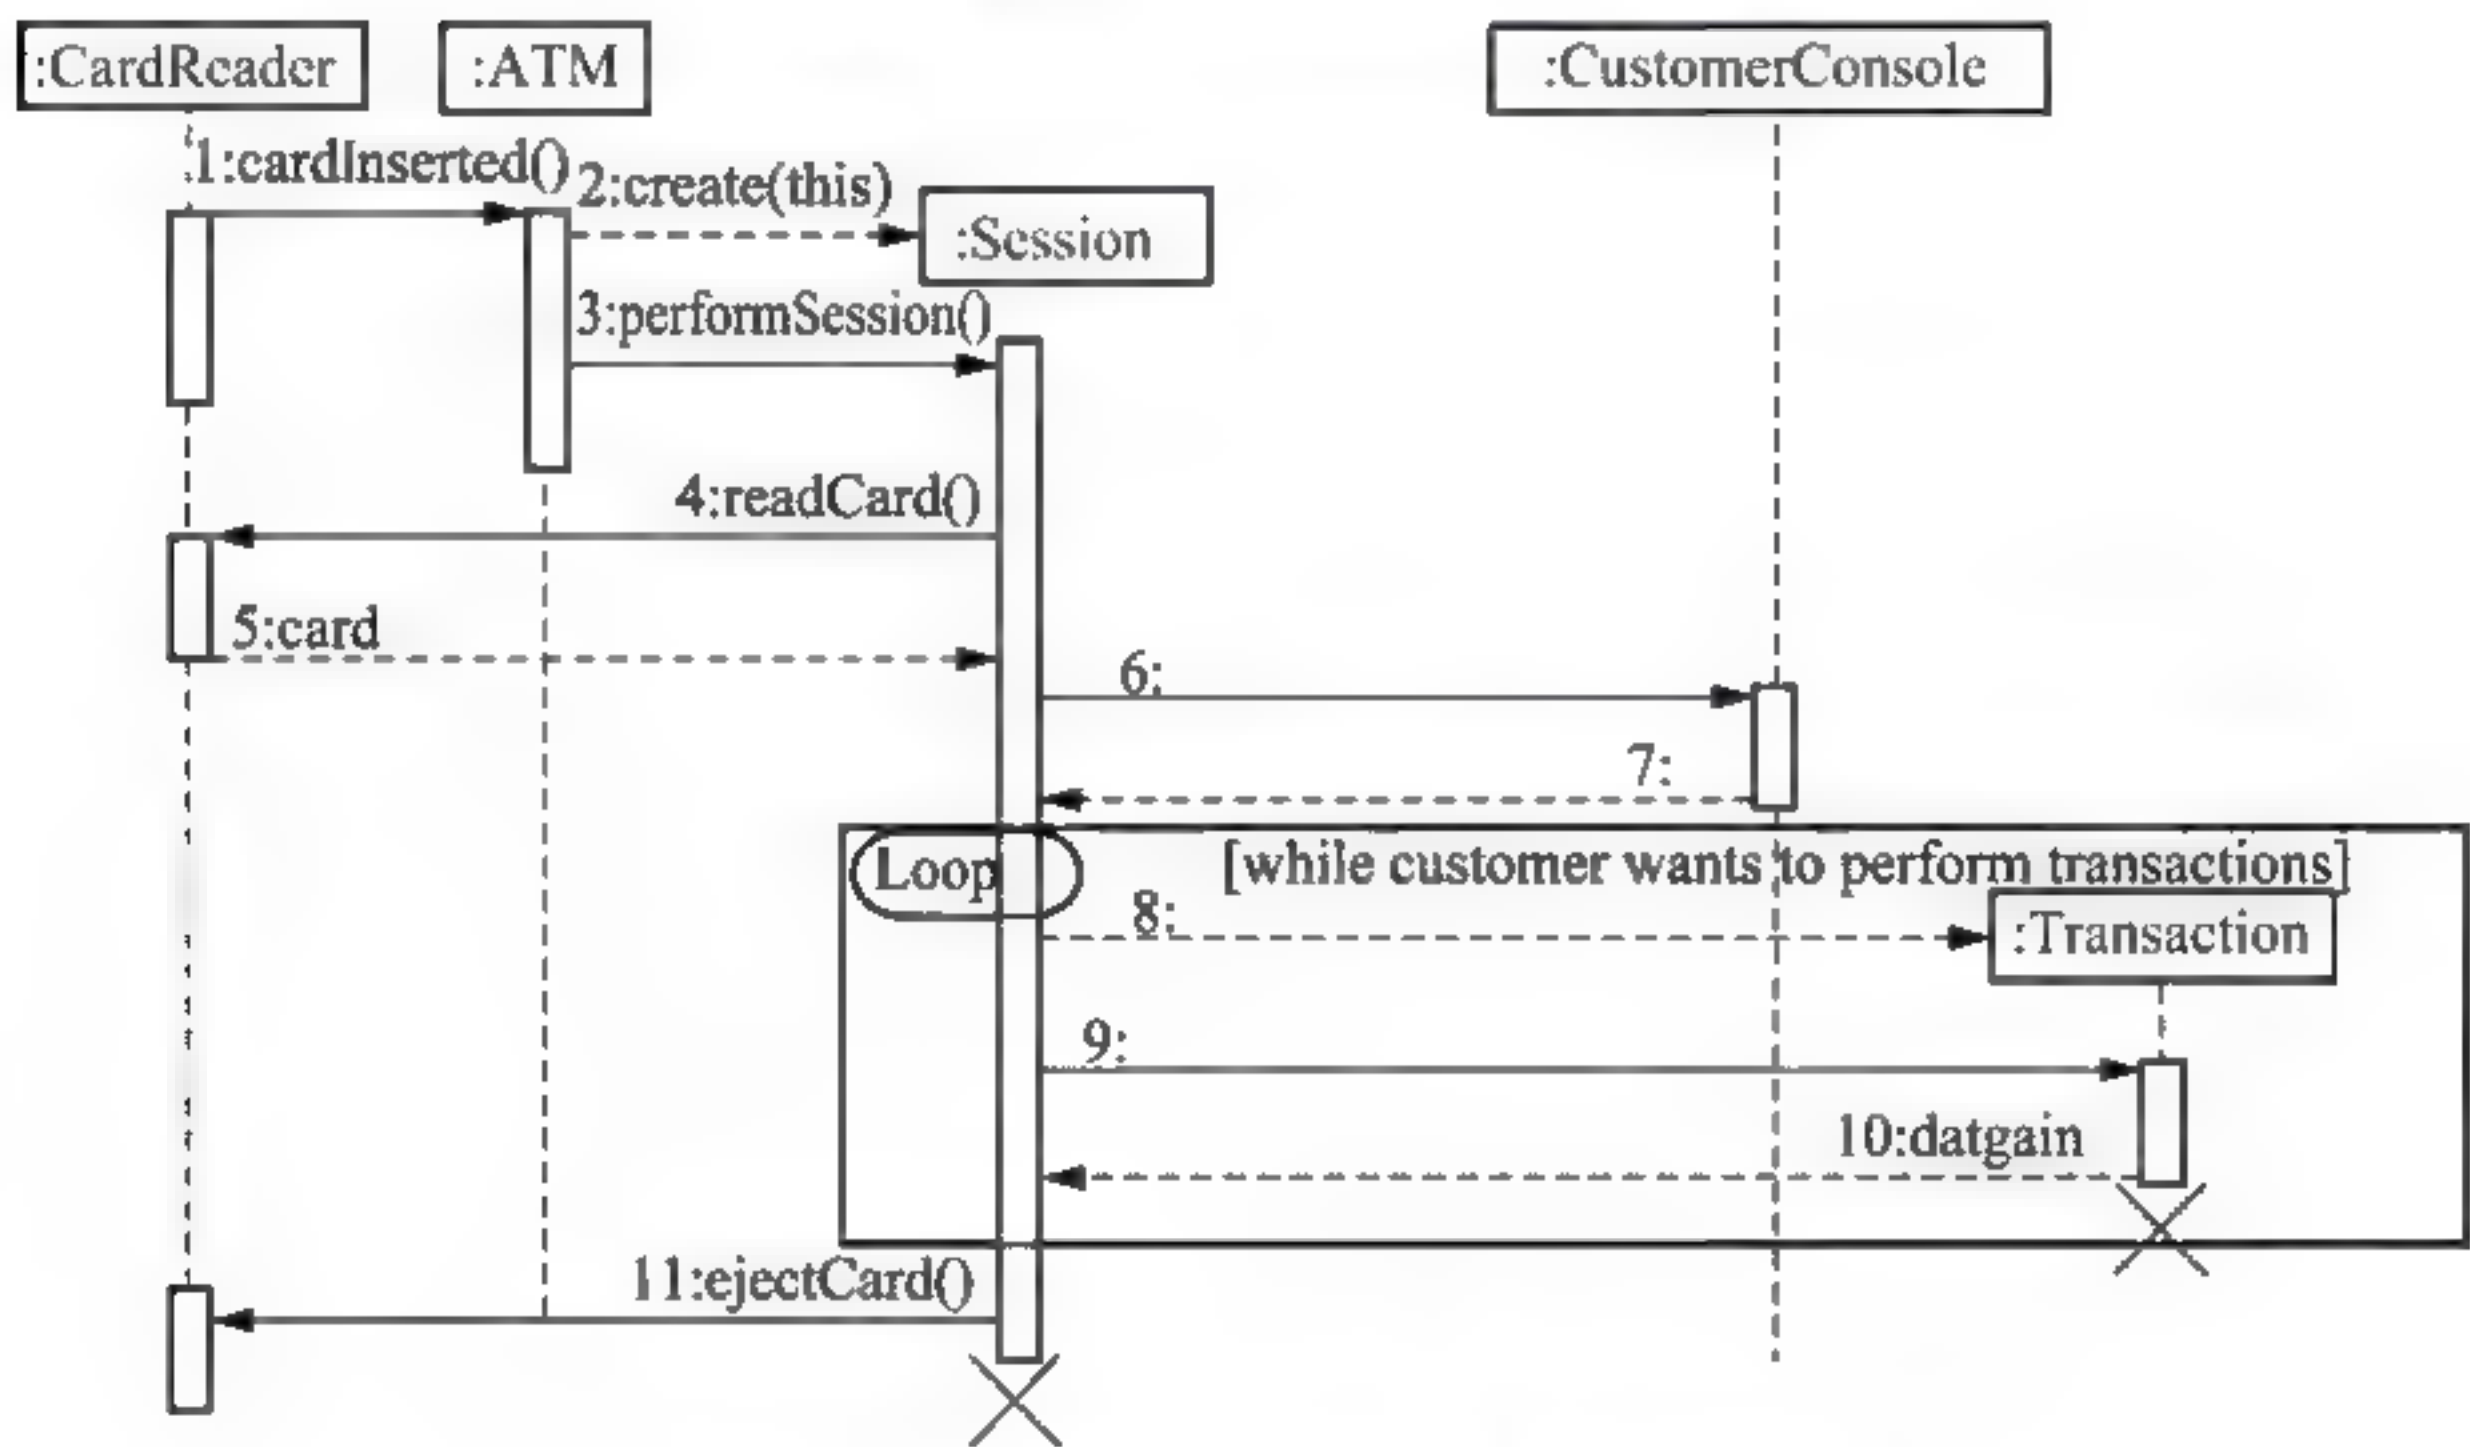 :CardReader
:ATM
:CustomerConsole
1:cardInserted()
2:create(this)
:Session
3:performSession()
4:readCard()
5:card
6:
7:
Loop
[while customer wants to perform transactions]
8:
:Transaction
9:
10:datgain
11:ejectCard()